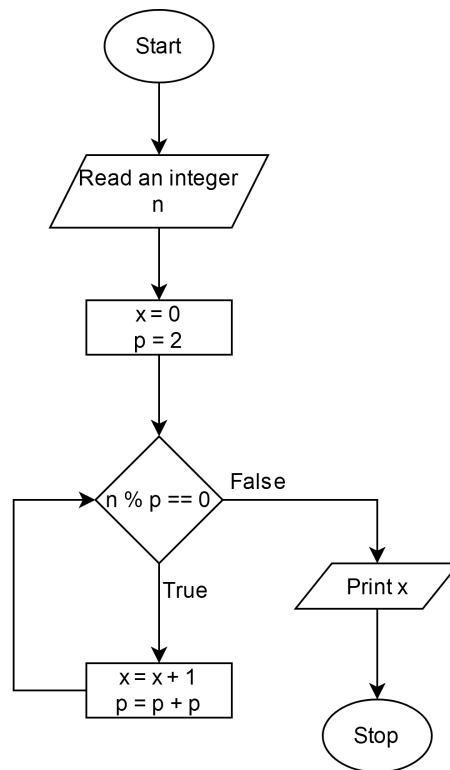 Start
Read an integer
n
x = 0
p = 2
n % p == 0
False
True
Print x
x = x + 1
p = p + p
Stop